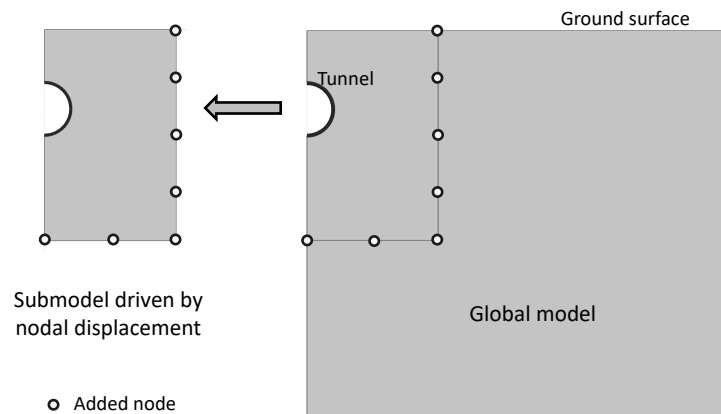 Ground surface
Tunnel
Submodel driven by
nodal displacement
Global model
Added node